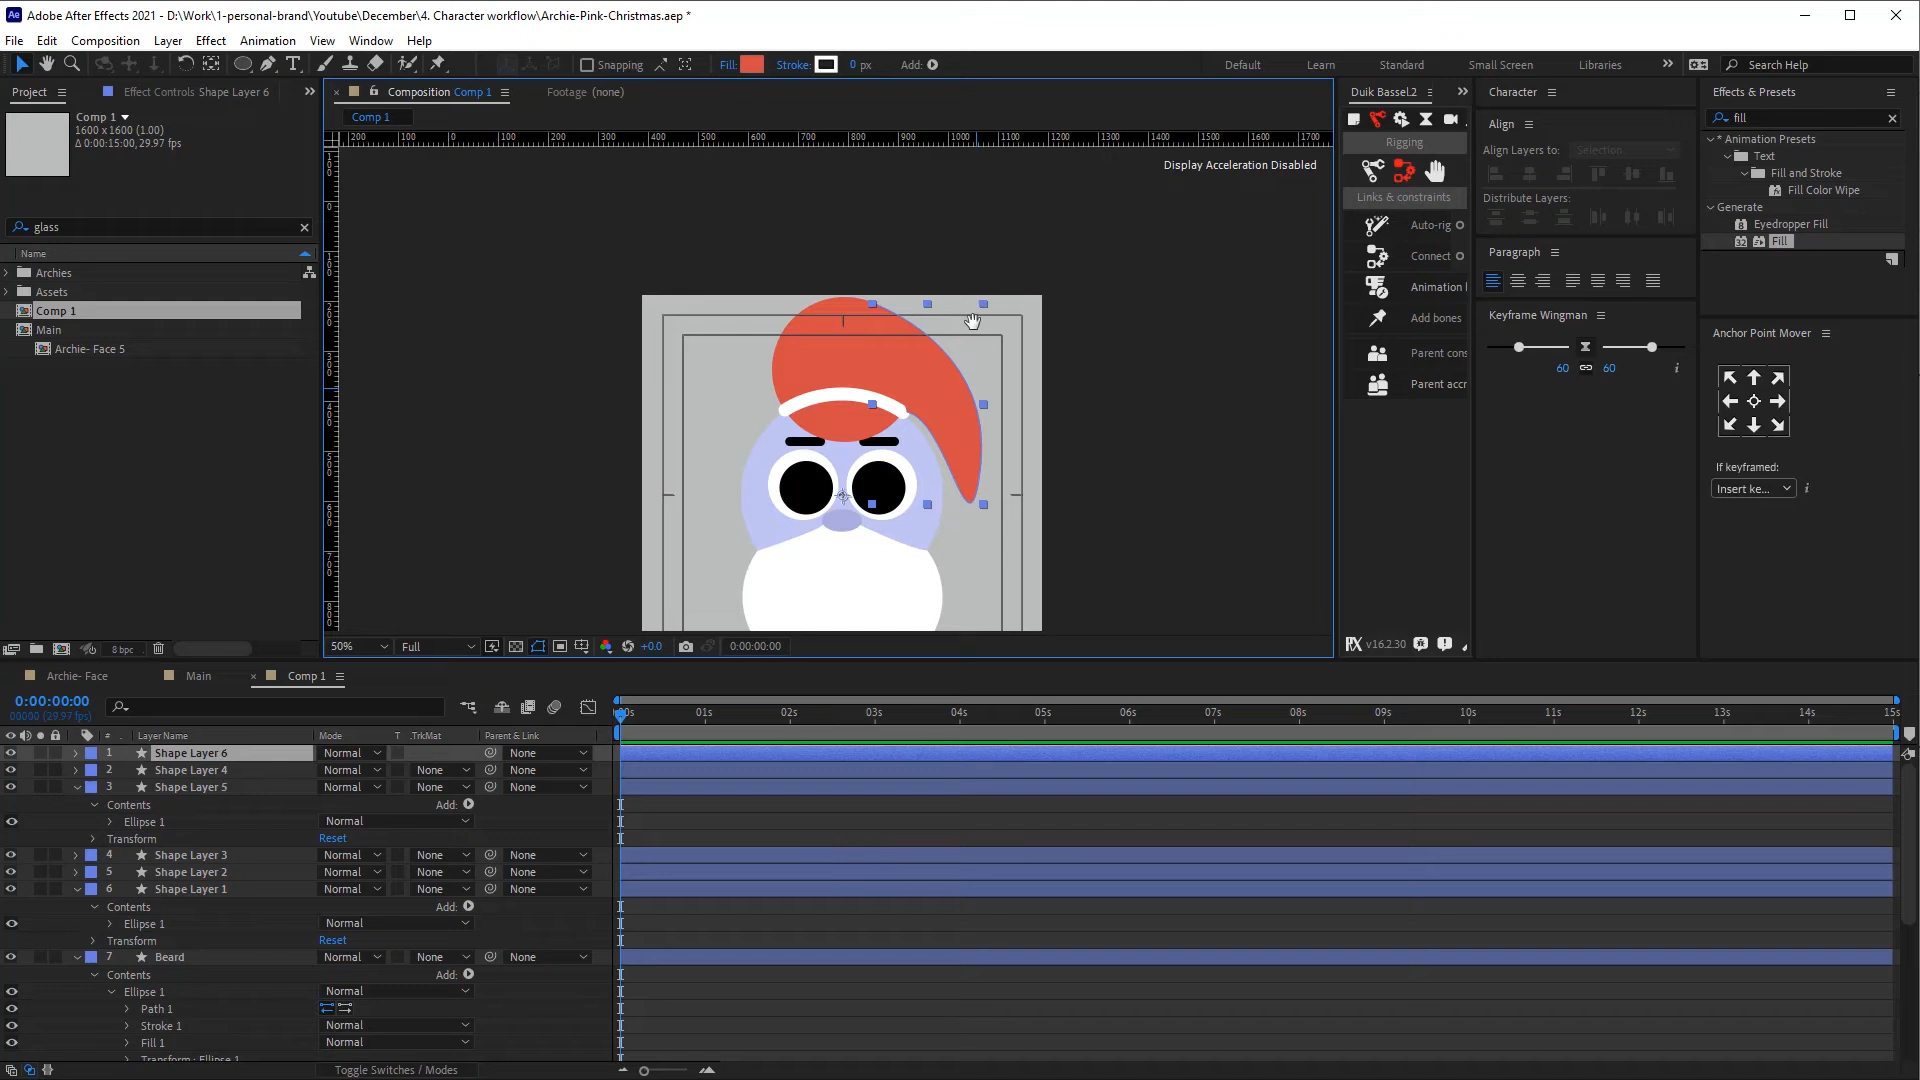 Adobe After Effects 2021 - D:\Work\1-personal-brand\Youtube\December\4. Character workflow\Archie-Pink-Christmas.aep *
File Edit Composition Layer Effect Animation View Window Help
Snapping Fill: Stroke: 0 px Add: Default Learn Standard Small Screen Libraries Search Help
Project Effect Controls Shape Layer 6
Comp 1
1600 x 1600 (1.00)
Δ 0:00:15:00, 29.97 fps
glass
Name
Archies
Assets
Comp 1
Main
Archie- Face 5
8 bpc
Composition Comp 1 Footage (none)
Comp 1
200 100 0 100 200 300 400 500 600 700 800 900 1000 1100 1200 1300 1400 1500 1600 1700
Display Acceleration Disabled
50% Full +0.0 0:00:00:00
Duik Bassel.2
Rigging
Links & constraints
Auto-rig
Connect
Animation
Add bones
Parent cons
Parent accr
v16.2.30
Character
Align
Align Layers to: Selection
Distribute Layers:
Paragraph
Keyframe Wingman
60 60
Effects & Presets
fill
* Animation Presets
Text
Fill and Stroke
Fill Color Wipe
Generate
Eyedropper Fill
Fill
Anchor Point Mover
If keyframed:
Insert ke...
Archie- Face Main Comp 1
0:00:00:00
00000 (29.97 fps)
00s 01s 02s 03s 04s 05s 06s 07s 08s 09s 10s 11s 12s 13s 14s 15s
# Layer Name Mode T .TrkMat Parent & Link
1 Shape Layer 6 Normal None
2 Shape Layer 4 Normal None None
3 Shape Layer 5 Normal None None
Contents Add:
Ellipse 1 Normal
Transform Reset
4 Shape Layer 3 Normal None None
5 Shape Layer 2 Normal None None
6 Shape Layer 1 Normal None None
Contents Add:
Ellipse 1 Normal
Transform Reset
7 Beard Normal None None
Contents Add:
Ellipse 1 Normal
Path 1
Stroke 1 Normal
Fill 1 Normal
Transform : Ellipse 1
Toggle Switches / Modes